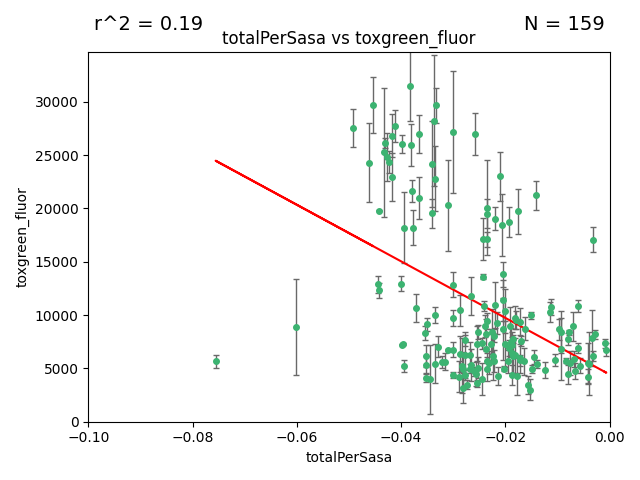 r^2 = 0.19
N = 159
totalPerSasa vs toxgreen_fluor
toxgreen_fluor
30000
25000
20000
15000
10000
5000
0
−0.10
−0.08
−0.06
−0.04
−0.02
0.00
totalPerSasa